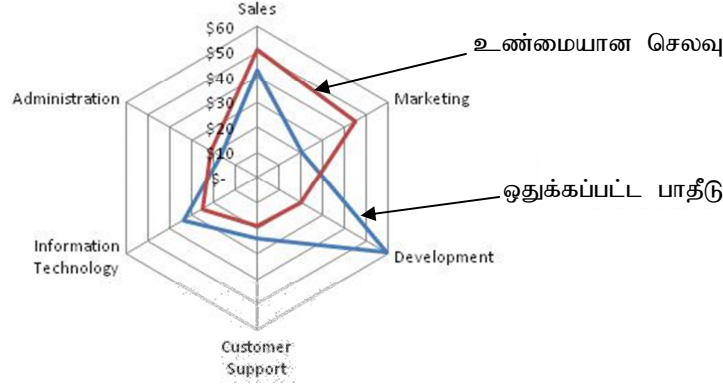 Sales
$60
$50
$40
$30
$20
$10
$-
உண்மையான செலவு
Administration
Marketing
ஒதுக்கப்பட்ட பாதீடு
Information
Technology
Development
Customer
Support